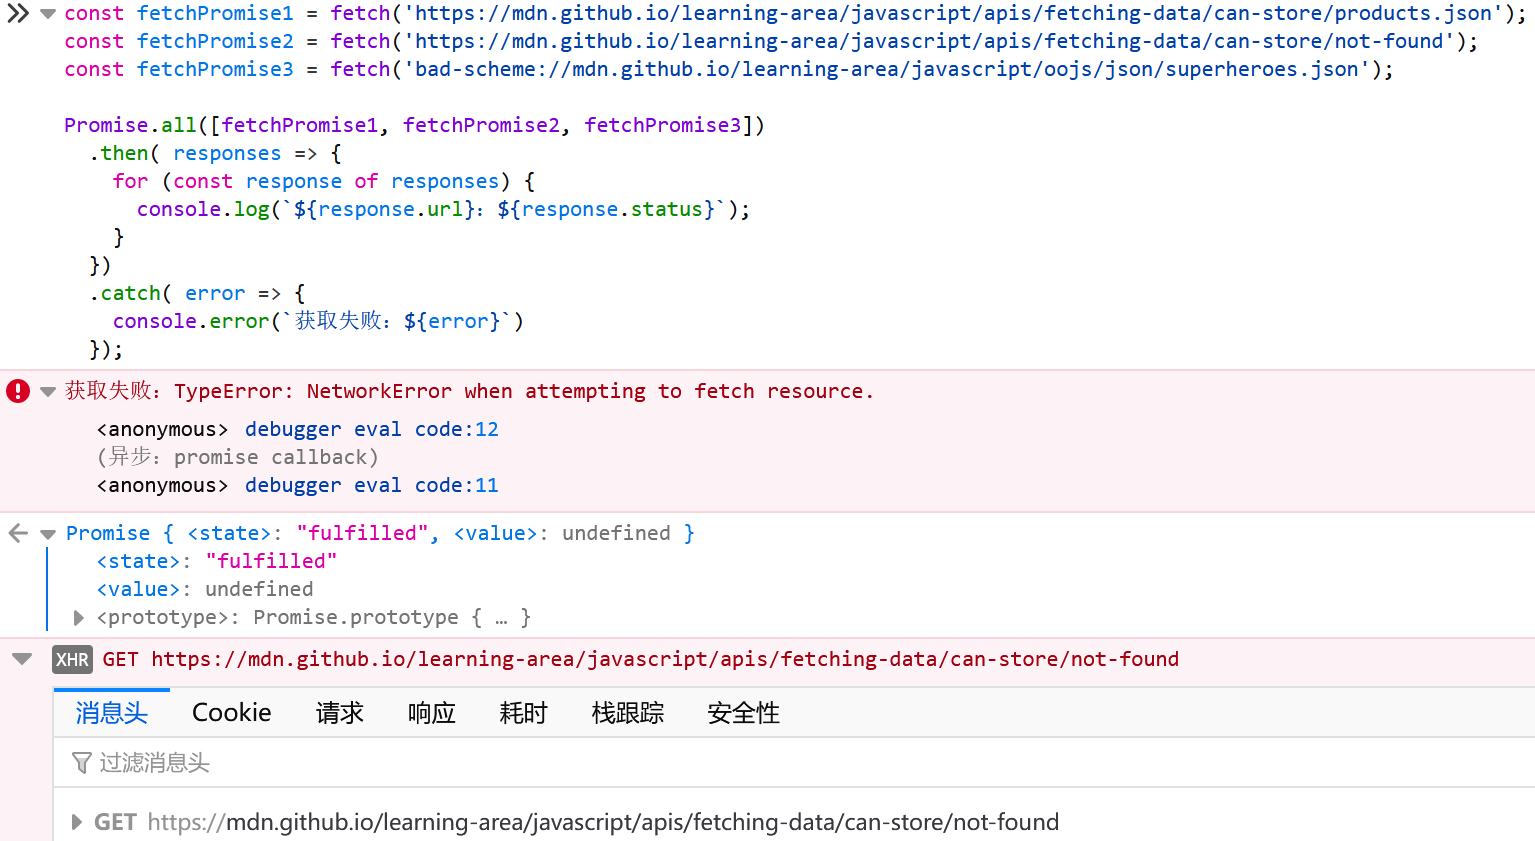 const fetchPromise1 = fetch('https://mdn.github.io/learning-area/javascript/apis/fetching-data/can-store/products.json');
const fetchPromise2 = fetch('https://mdn.github.io/learning-area/javascript/apis/fetching-data/can-store/not-found');
const fetchPromise3 = fetch('bad-scheme://mdn.github.io/learning-area/javascript/oojs/json/superheroes.json');
Promise.all([fetchPromise1, fetchPromise2, fetchPromise3])
.then( responses => {
for (const response of responses) {
console.log(`${response.url}：${response.status}`);
}
})
.catch( error => {
console.error(`获取失败：${error}`)
});
获取失败：TypeError: NetworkError when attempting to fetch resource.
<anonymous> debugger eval code:12
(异步：promise callback)
<anonymous> debugger eval code:11
Promise { <state>: "fulfilled", <value>: undefined }
<state>: "fulfilled"
<value>: undefined
<prototype>: Promise.prototype { … }
XHR GET https://mdn.github.io/learning-area/javascript/apis/fetching-data/can-store/not-found
消息头 Cookie 请求 响应 耗时 栈跟踪 安全性
过滤消息头
GET https://mdn.github.io/learning-area/javascript/apis/fetching-data/can-store/not-found